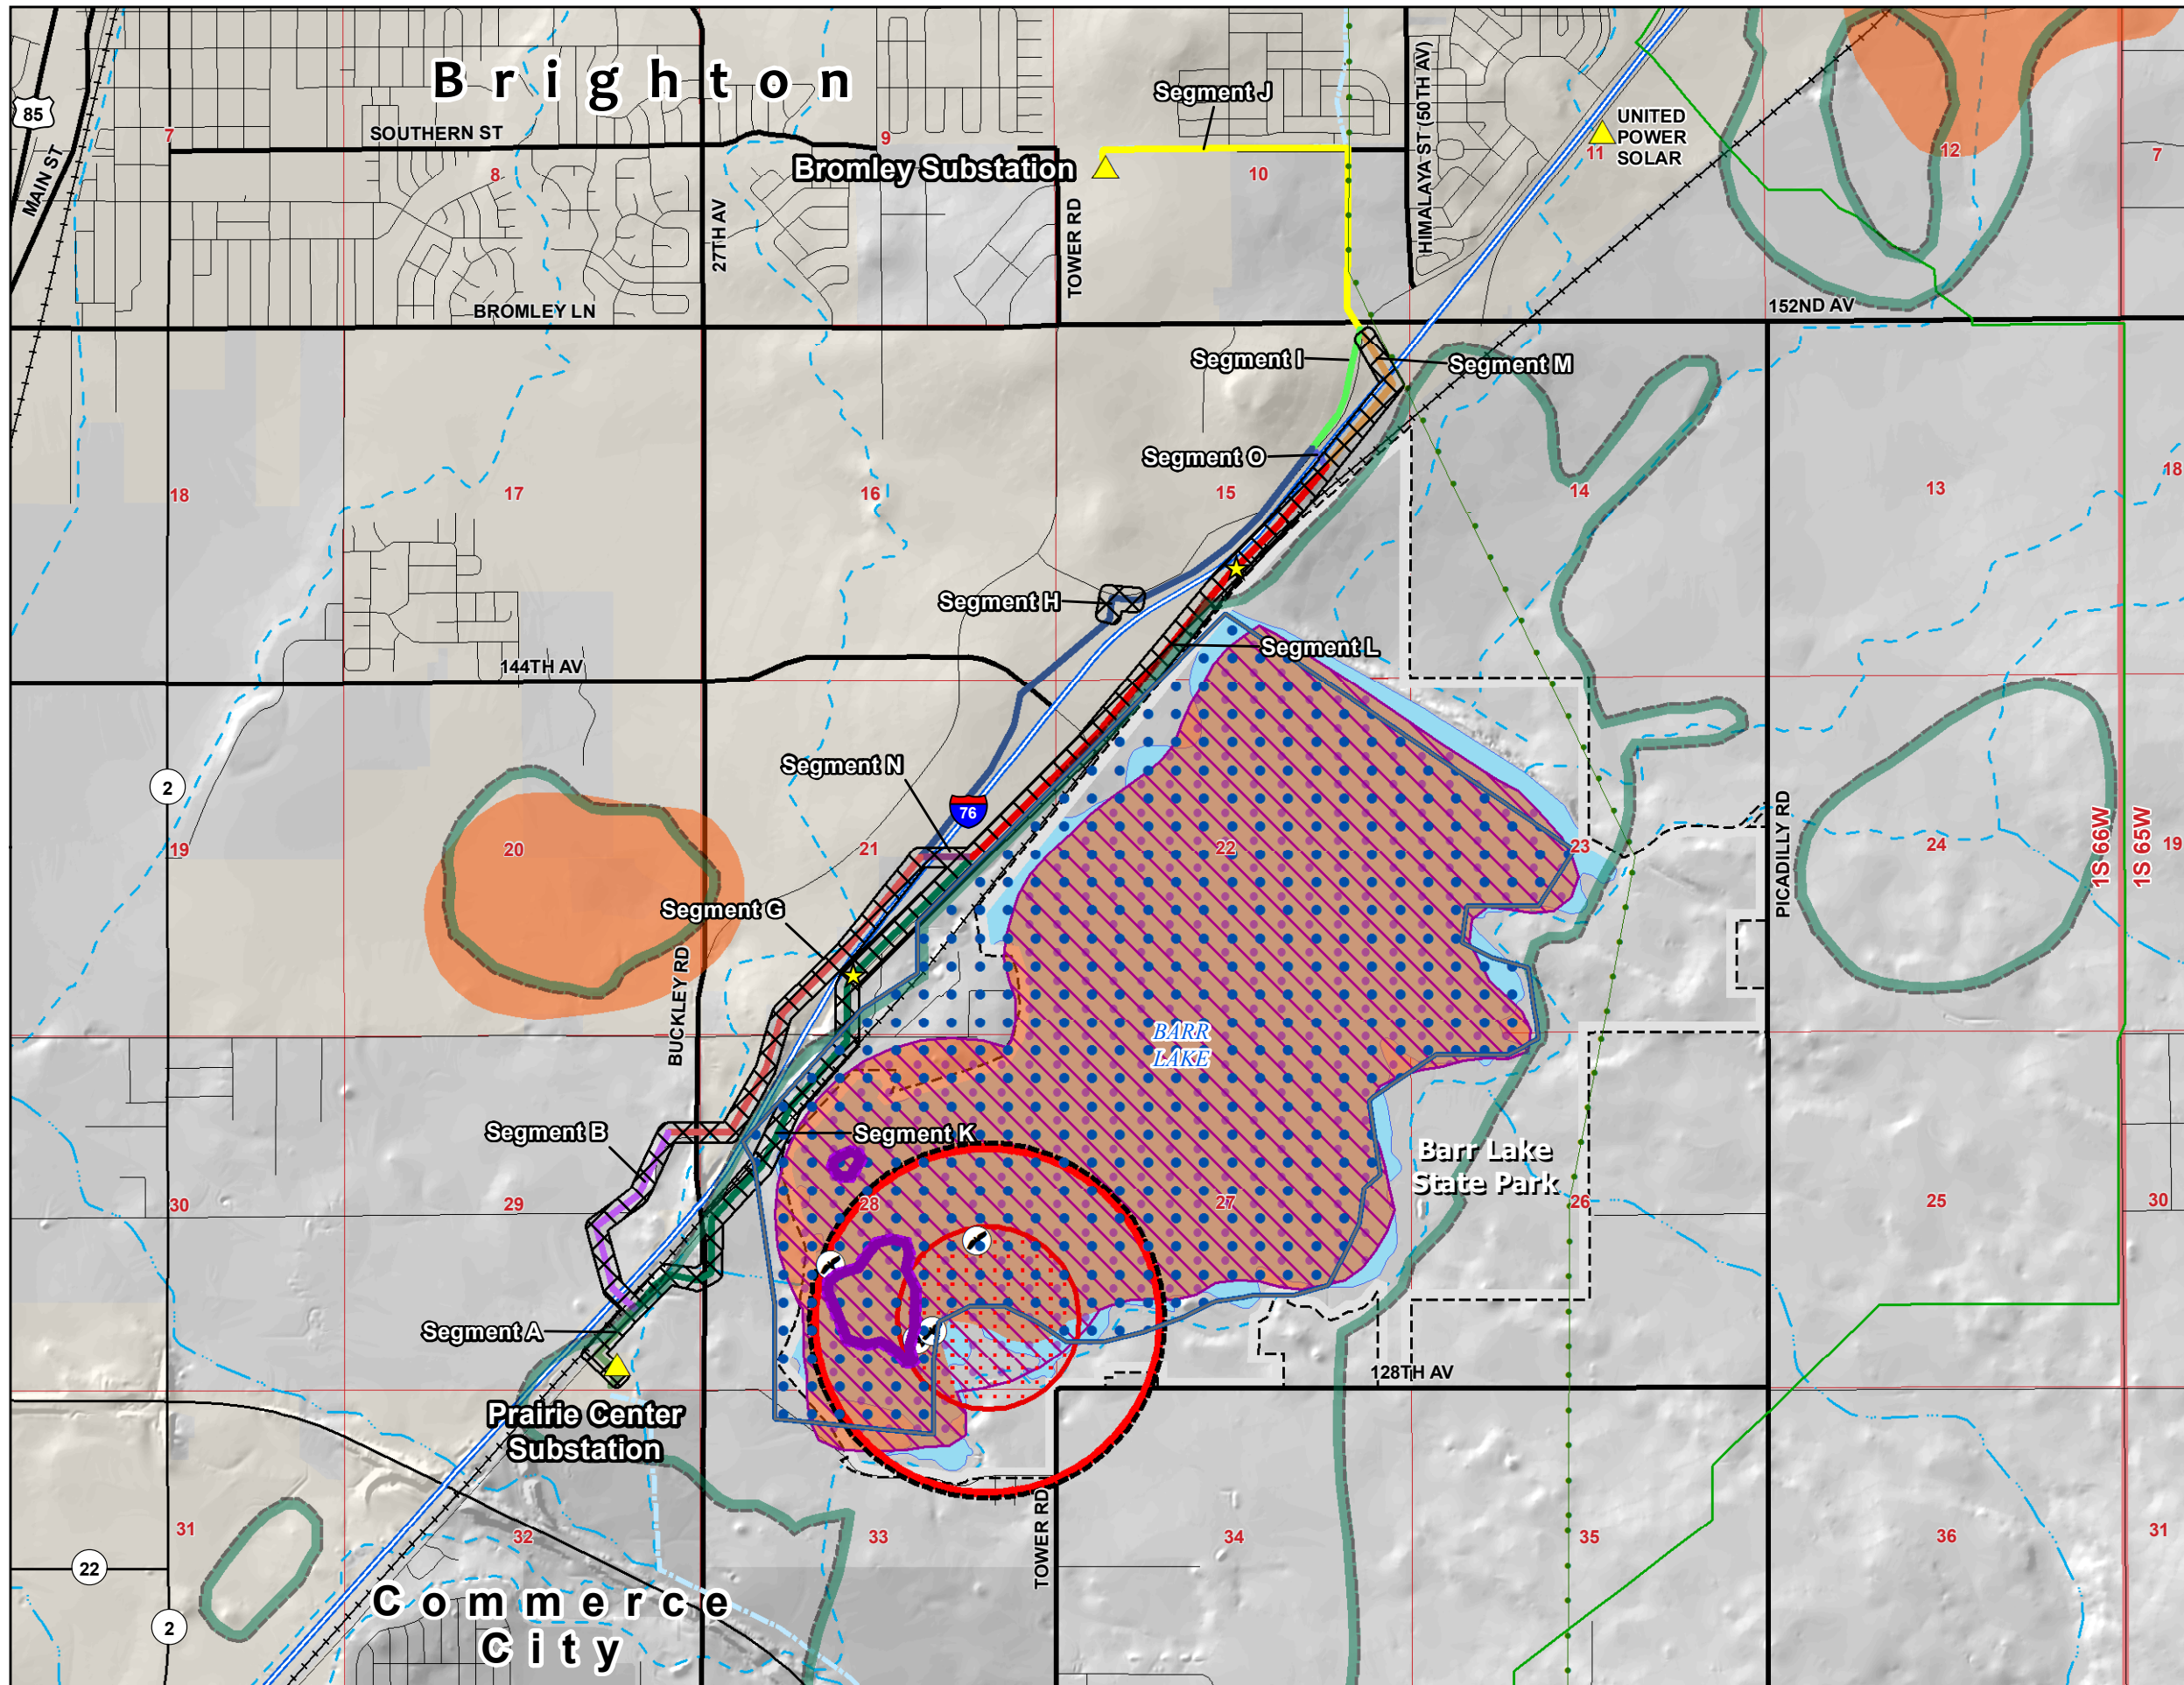 Brighton
85
MAIN ST
SOUTHERN ST
7
8
9
27TH AV
Bromley Substation
Segment J
10
TOWER RD
HIMALAYA ST (50TH AV)
11
UNITED
POWER
SOLAR
12
7
BROMLEY LN
152ND AV
Segment I
Segment M
Segment O
18
17
16
15
14
13
18
Segment H
Segment L
144TH AV
2
Segment N
76
19
20
21
22
23
24
19
PICADILLY RD
1S 66W
1S 65W
Segment G
BUCKLEY RD
BARR
LAKE
Segment B
Segment K
Barr Lake
State Park
30
29
28
27
26
25
30
Segment A
128TH AV
Prairie Center
Substation
TOWER RD
31
32
33
34
35
36
31
22
2
Commerce
City